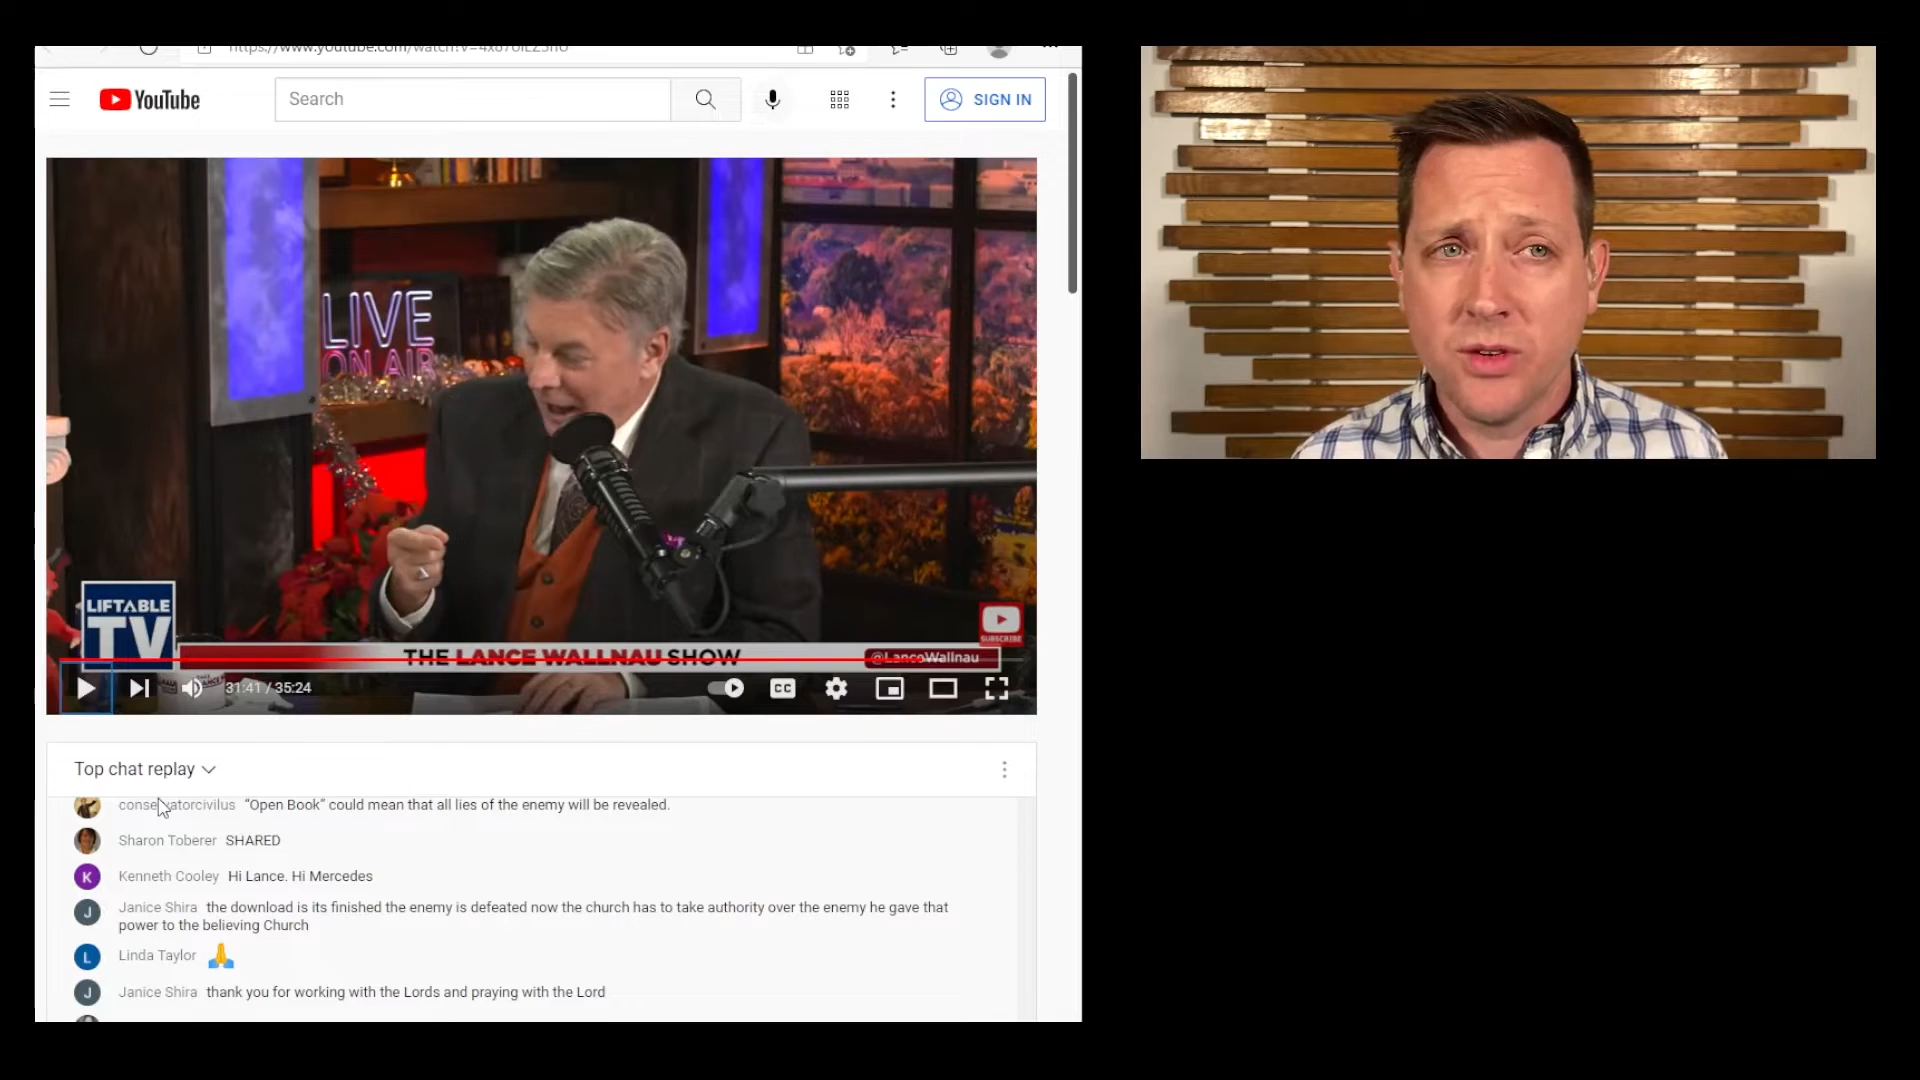 YouTube
Search
SIGN IN
LIVE
ON AIR
LIFTABLE
TV
SUBSCRIBE
THE LANCE WALLNAU SHOW
@LanceWallnau
31:41 / 35:24
CC
Top chat replay
conservatorcivilus "Open Book" could mean that all lies of the enemy will be revealed.
Sharon Toberer SHARED
K Kenneth Cooley Hi Lance. Hi Mercedes
J Janice Shira the download is its finished the enemy is defeated now the church has to take authority over the enemy he gave that
power to the believing Church
L Linda Taylor 🙏
J Janice Shira thank you for working with the Lords and praying with the Lord